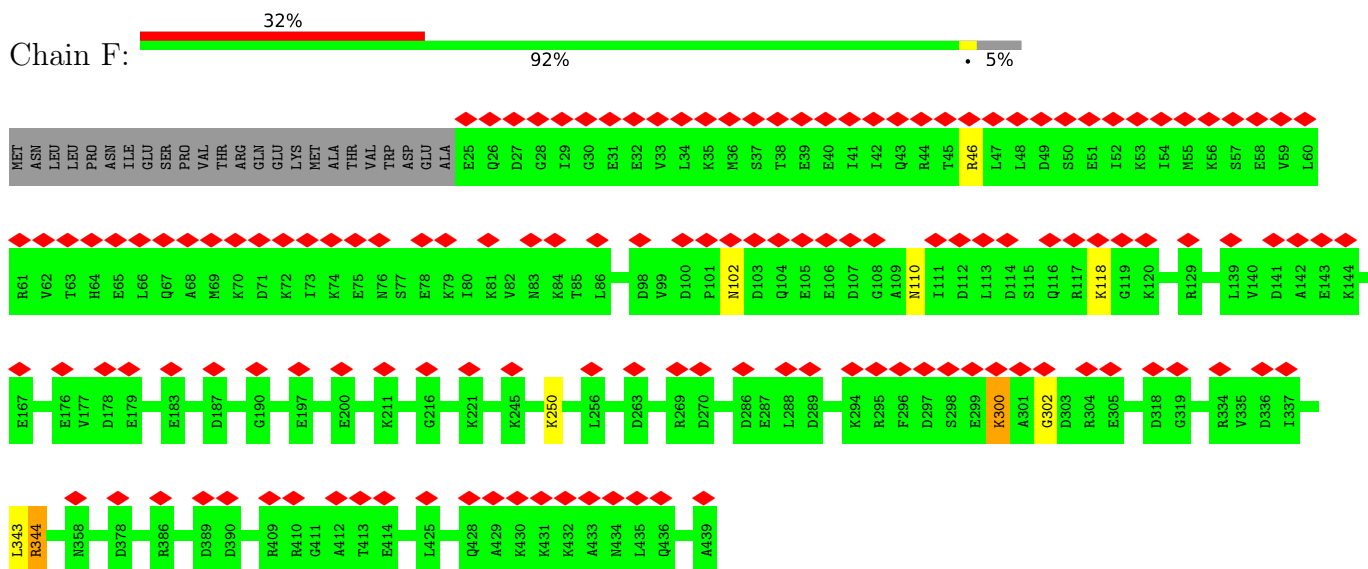 32%
Chain F:
92% • 5%
MET ASN LEU LEU PRO ASN ILE GLU SER PRO VAL THR ARG GLN GLU LYS MET ALA THR VAL TRP ASP GLU ALA E25 Q26 D27 G28 I29 G30 E31 E32 V33 L34 K35 M36 S37 T38 E39 E40 I41 I42 Q43 R44 T45 R46 L47 L48 D49 S50 E51 I52 K53 I54 M55 K56 S57 E58 V59 L60
R61 V62 T63 H64 E65 L66 Q67 A68 M69 K70 D71 K72 I73 K74 E75 N76 S77 E78 K79 I80 K81 V82 N83 K84 T85 L86 D98 V99 D100 P101 N102 D103 Q104 E105 E106 D107 G108 A109 N110 I111 D112 L113 D114 S115 Q116 R117 K118 G119 K120 R129 L139 V140 D141 A142 E143 K144
E167 E176 V177 D178 E179 E183 D187 G190 E197 E200 K211 G216 K221 K245 K250 L256 D263 R269 D270 D286 E287 L288 D289 K294 R295 F296 D297 S298 E299 K300 A301 G302 D303 R304 E305 D318 G319 R334 V335 D336 I337
L343 R344 N358 D378 R386 D389 D390 R409 R410 G411 A412 T413 E414 L425 Q428 A429 K430 K431 K432 A433 N434 L435 Q436 A439